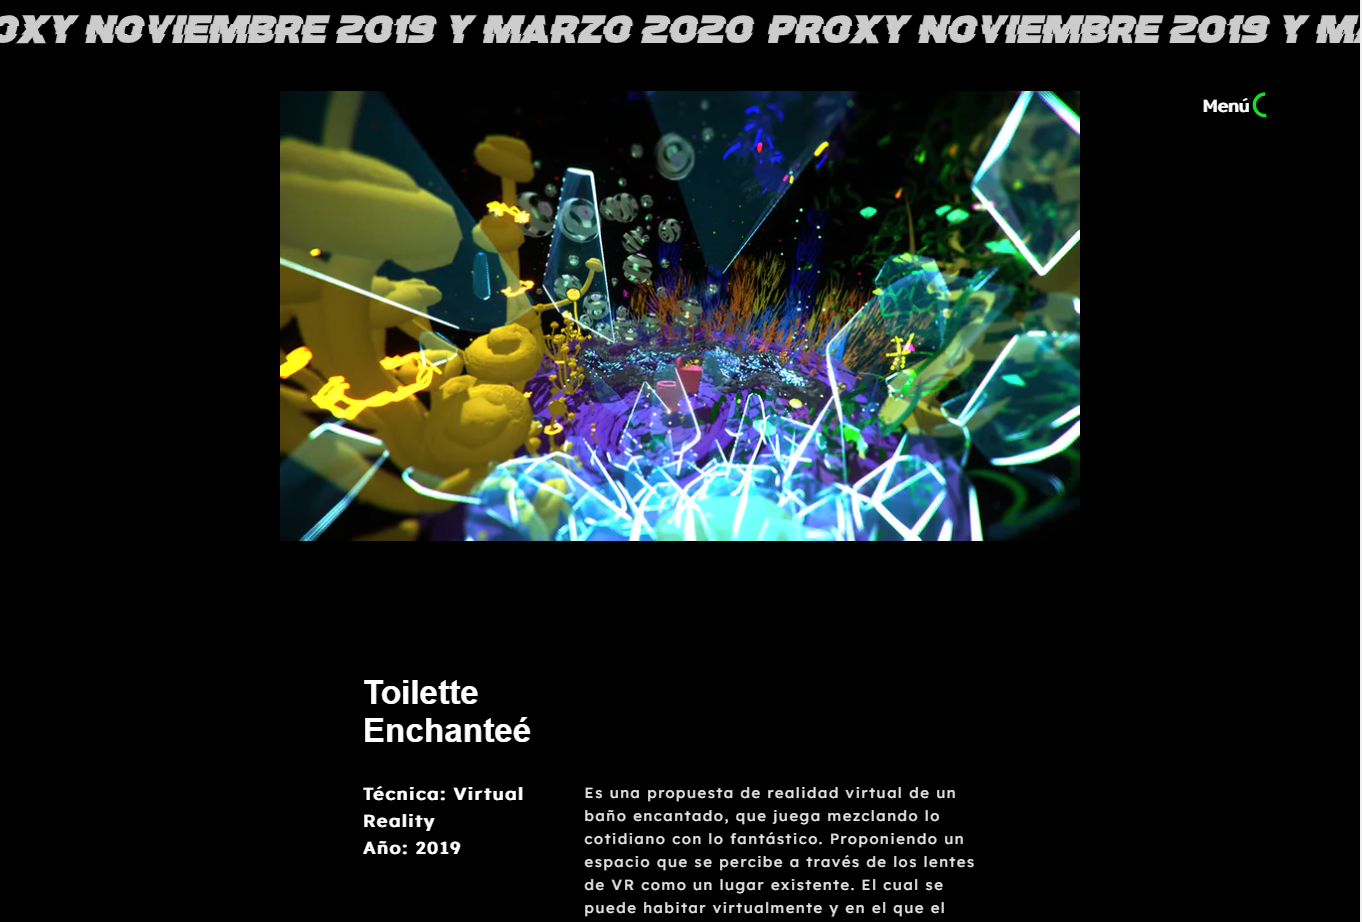 OXY NOVIEMBRE 2019 Y MARZO 2020 PROXY NOVIEMBRE 2019 Y MA
Menú
Toilette
Enchanteé
Técnica: Virtual
Reality
Año: 2019
Es una propuesta de realidad virtual de un
baño encantado, que juega mezclando lo
cotidiano con lo fantástico. Proponiendo un
espacio que se percibe a través de los lentes
de VR como un lugar existente. El cual se
puede habitar virtualmente y en el que el